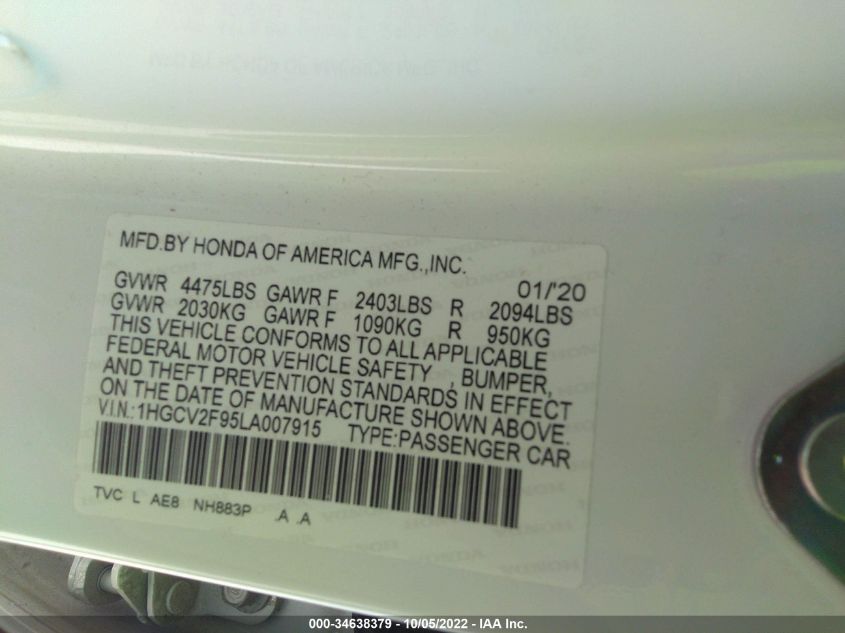 MFD.BY HONDA OF AMERICA MFG.,INC.
01/'20
GVWR 4475LBS GAWR F 2403LBS R 2094LBS
GVWR 2030KG GAWR F 1090KG R 950KG
THIS VEHICLE CONFORMS TO ALL APPLICABLE
FEDERAL MOTOR VEHICLE SAFETY , BUMPER,
AND THEFT PREVENTION STANDARDS IN EFFECT
ON THE DATE OF MANUFACTURE SHOWN ABOVE.
V.I.N.:1HGCV2F95LA007915 TYPE:PASSENGER CAR
TVC L AE8 NH883P .A .A
000-34638379 - 10/05/2022 - IAA Inc.